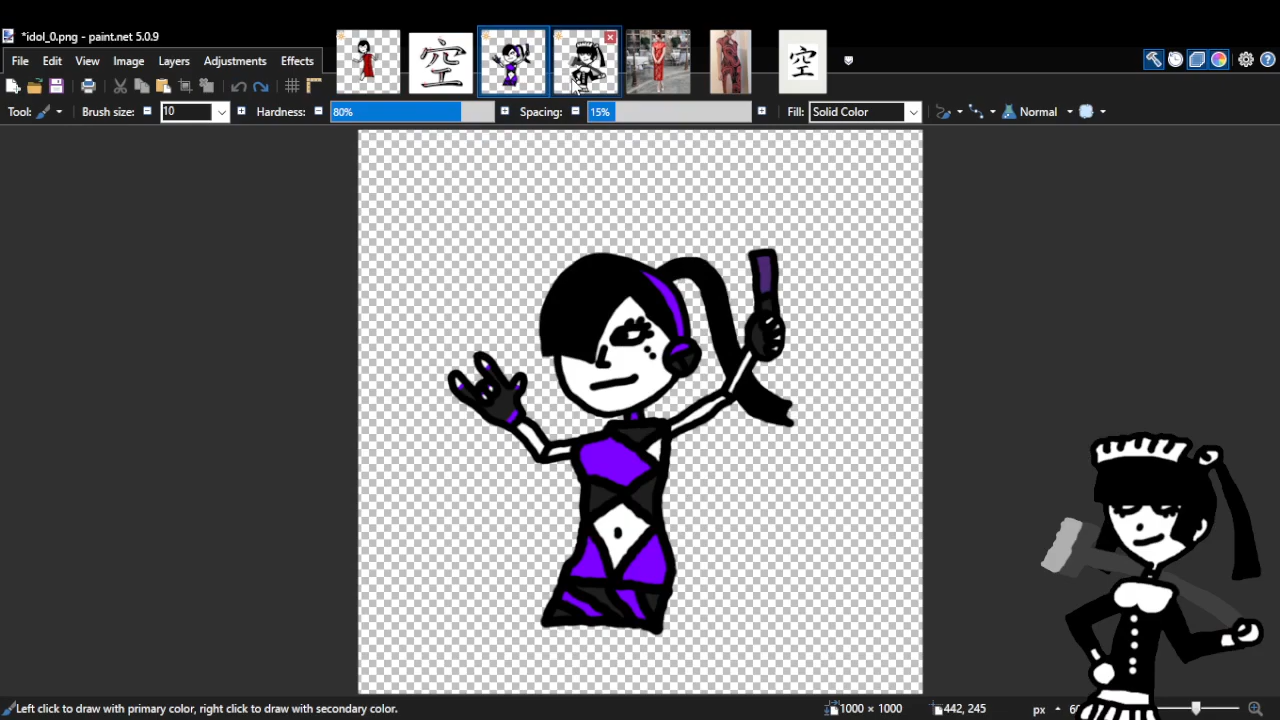 *idol_0.png - paint.net 5.0.9
File Edit View Image Layers Adjustments Effects
空
空
Tool: Brush size: 10 Hardness: 80% Spacing: 15% Fill: Solid Color Normal
Left click to draw with primary color, right click to draw with secondary color. 1000 × 1000 442, 245 px